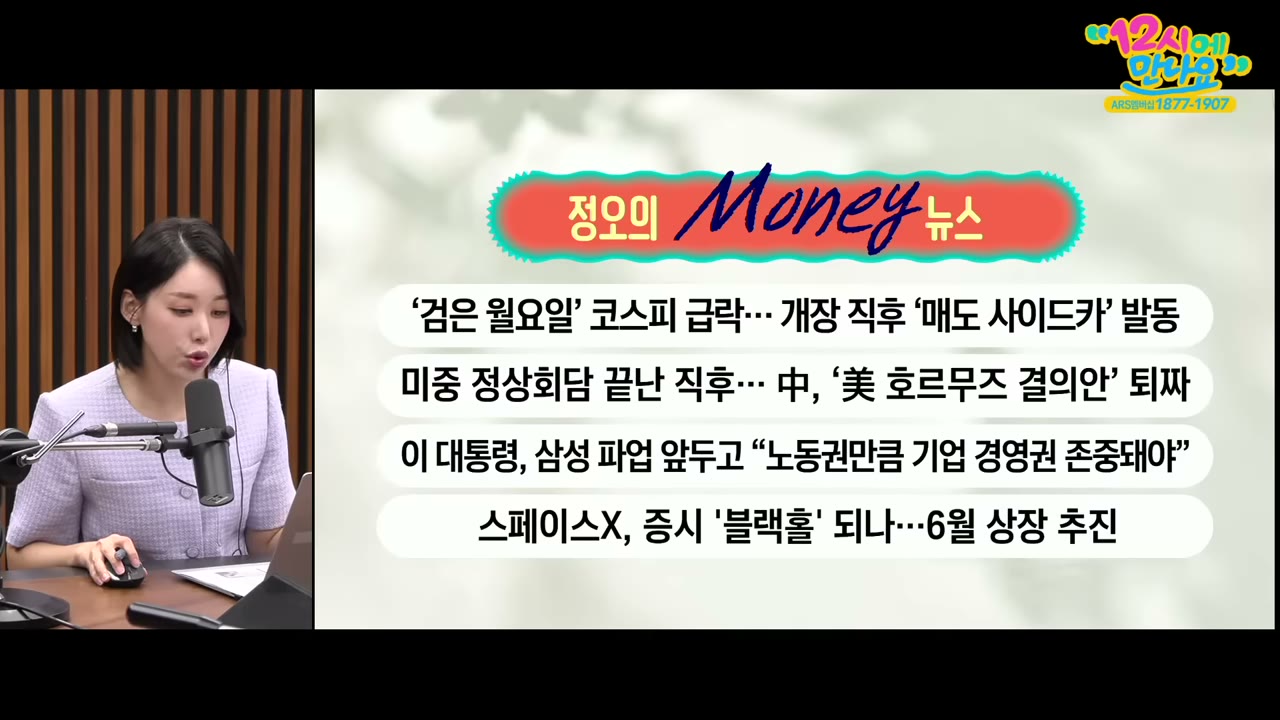 “12시에
만나요”
ARS멤버십 1877-1907
정오의 Money 뉴스
‘검은 월요일’ 코스피 급락… 개장 직후 ‘매도 사이드카’ 발동
미중 정상회담 끝난 직후… 中, ‘美 호르무즈 결의안’ 퇴짜
이 대통령, 삼성 파업 앞두고 “노동권만큼 기업 경영권 존중돼야”
스페이스X, 증시 '블랙홀' 되나…6월 상장 추진